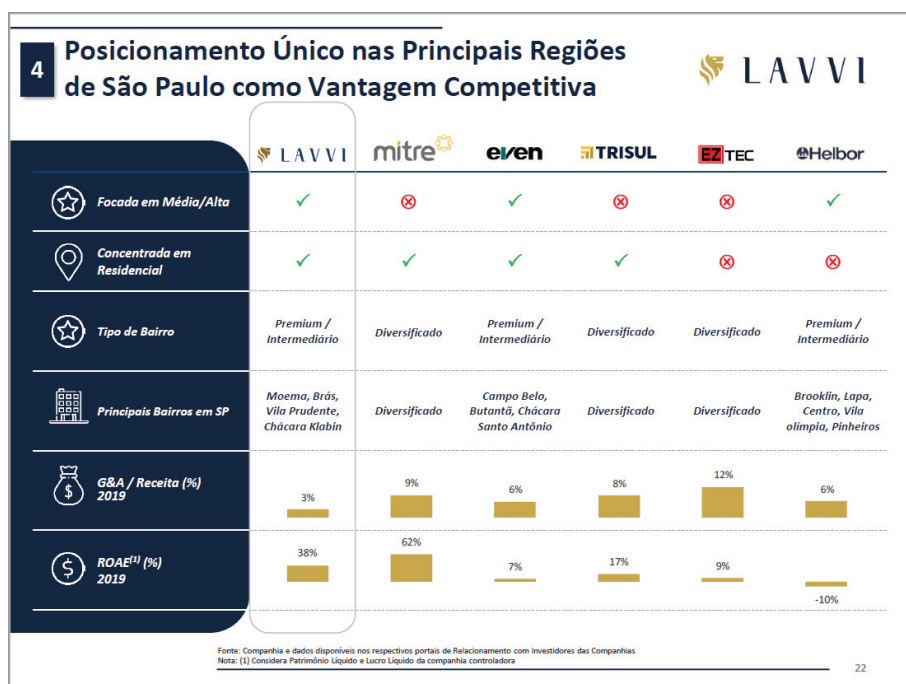 4
Posicionamento Único nas Principais Regiões
de São Paulo como Vantagem Competitiva
LAVVI
LAVVI mitre even TRISUL EZ TEC Helbor
Focada em Média/Alta
Concentrada em
Residencial
Tipo de Bairro
Premium /
Intermediário
Diversificado
Premium /
Intermediário
Diversificado
Diversificado
Premium /
Intermediário
Principais Bairros em SP
Moema, Brás,
Vila Prudente,
Chácara Klabin
Diversificado
Campo Belo,
Butantã, Chácara
Santo Antônio
Diversificado
Diversificado
Brooklin, Lapa,
Centro, Vila
olímpia, Pinheiros
G&A / Receita (%)
2019
3% 9% 6% 8% 12% 6%
ROAE(1) (%)
2019
38% 62% 7% 17% 9% -10%
Fonte: Companhia e dados disponíveis nos respectivos portais de Relacionamento com Investidores das Companhias
Nota: (1) Considera Patrimônio Líquido e Lucro Líquido da companhia controladora
22